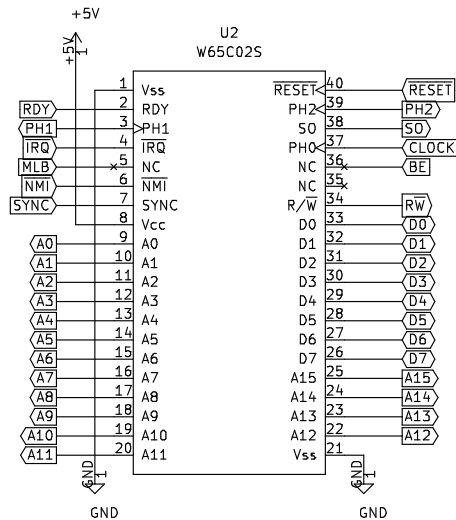 +5V
+5V
1
U2
W65C02S
1 Vss RESET 40 RESET
RDY 2 RDY PH2 39 PH2
PH1 3 PH1 SO 38 SO
IRQ 4 IRQ PH0 37 CLOCK
MLB 5 NC NC 36 BE
NMI 6 NMI NC 35
SYNC 7 SYNC R/W 34 RW
8 Vcc D0 33 D0
A0 9 A0 D1 32 D1
A1 10 A1 D2 31 D2
A2 11 A2 D3 30 D3
A3 12 A3 D4 29 D4
A4 13 A4 D5 28 D5
A5 14 A5 D6 27 D6
A6 15 A6 D7 26 D7
A7 16 A7 A15 25 A15
A8 17 A8 A14 24 A14
A9 18 A9 A13 23 A13
A10 19 A10 A12 22 A12
A11 20 A11 Vss 21
GND 1 GND 1
GND GND